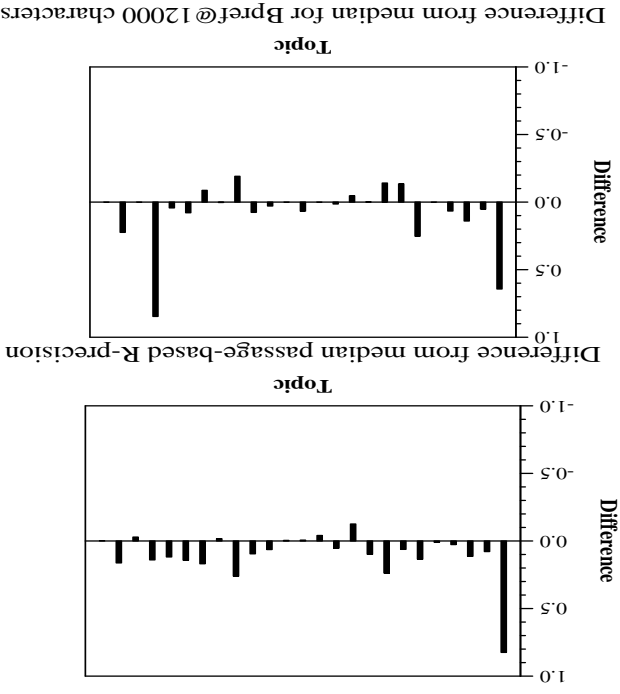 1.0
0.5
0.0
-0.5
-1.0
Difference
Topic
Difference from median passage-based R-precision
1.0
0.5
0.0
-0.5
-1.0
Difference
Topic
Difference from median for Bpref@12000 characters